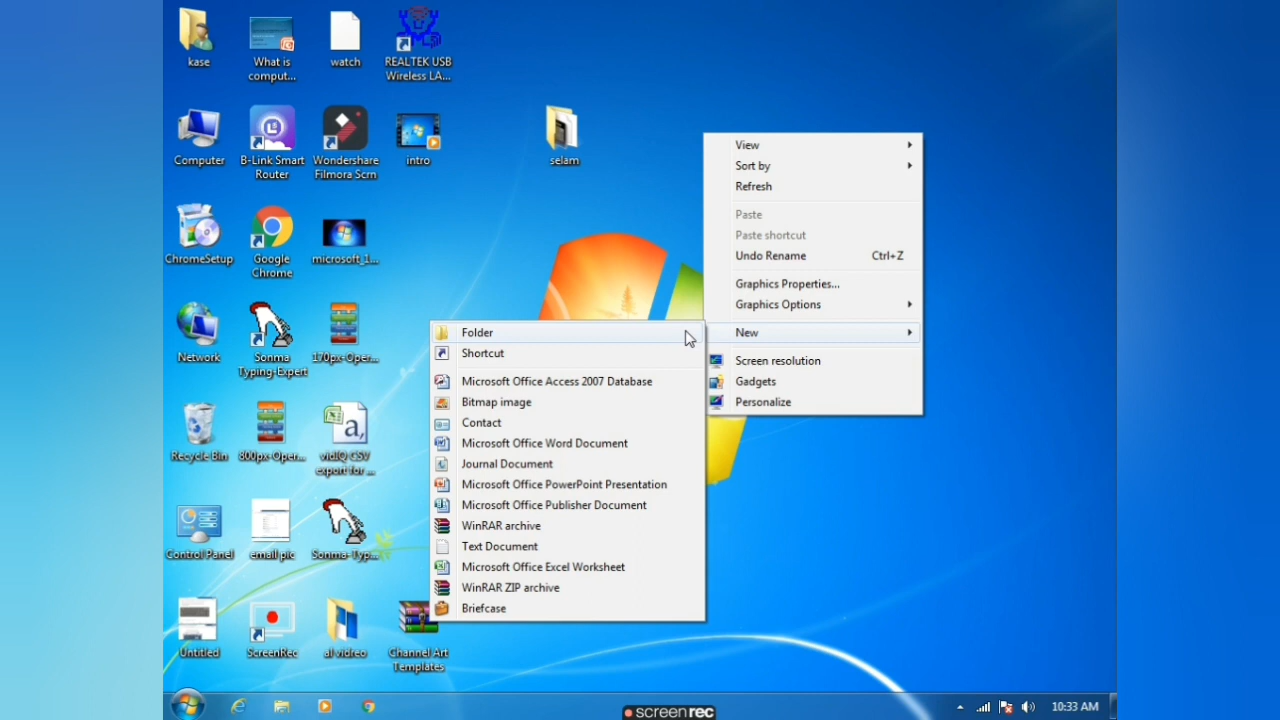 kase
What is
comput...
watch
REALTEK USB
Wireless LA...
Computer
B-Link Smart
Router
Wondershare
Filmora Scrn
intro
selam
ChromeSetup
Google
Chrome
microsoft_1...
Network
Sonma
Typing-Expert
170px-Oper...
Recycle Bin
800px-Oper...
vidIQ CSV
export for ...
Control Panel
email pic
Sonma-Typ...
Untitled
ScreenRec
al vidreo
Channel Art
Templates
View
Sort by
Refresh
Paste
Paste shortcut
Undo Rename Ctrl+Z
Graphics Properties...
Graphics Options
New
Screen resolution
Gadgets
Personalize
Folder
Shortcut
Microsoft Office Access 2007 Database
Bitmap image
Contact
Microsoft Office Word Document
Journal Document
Microsoft Office PowerPoint Presentation
Microsoft Office Publisher Document
WinRAR archive
Text Document
Microsoft Office Excel Worksheet
WinRAR ZIP archive
Briefcase
screenrec
10:33 AM